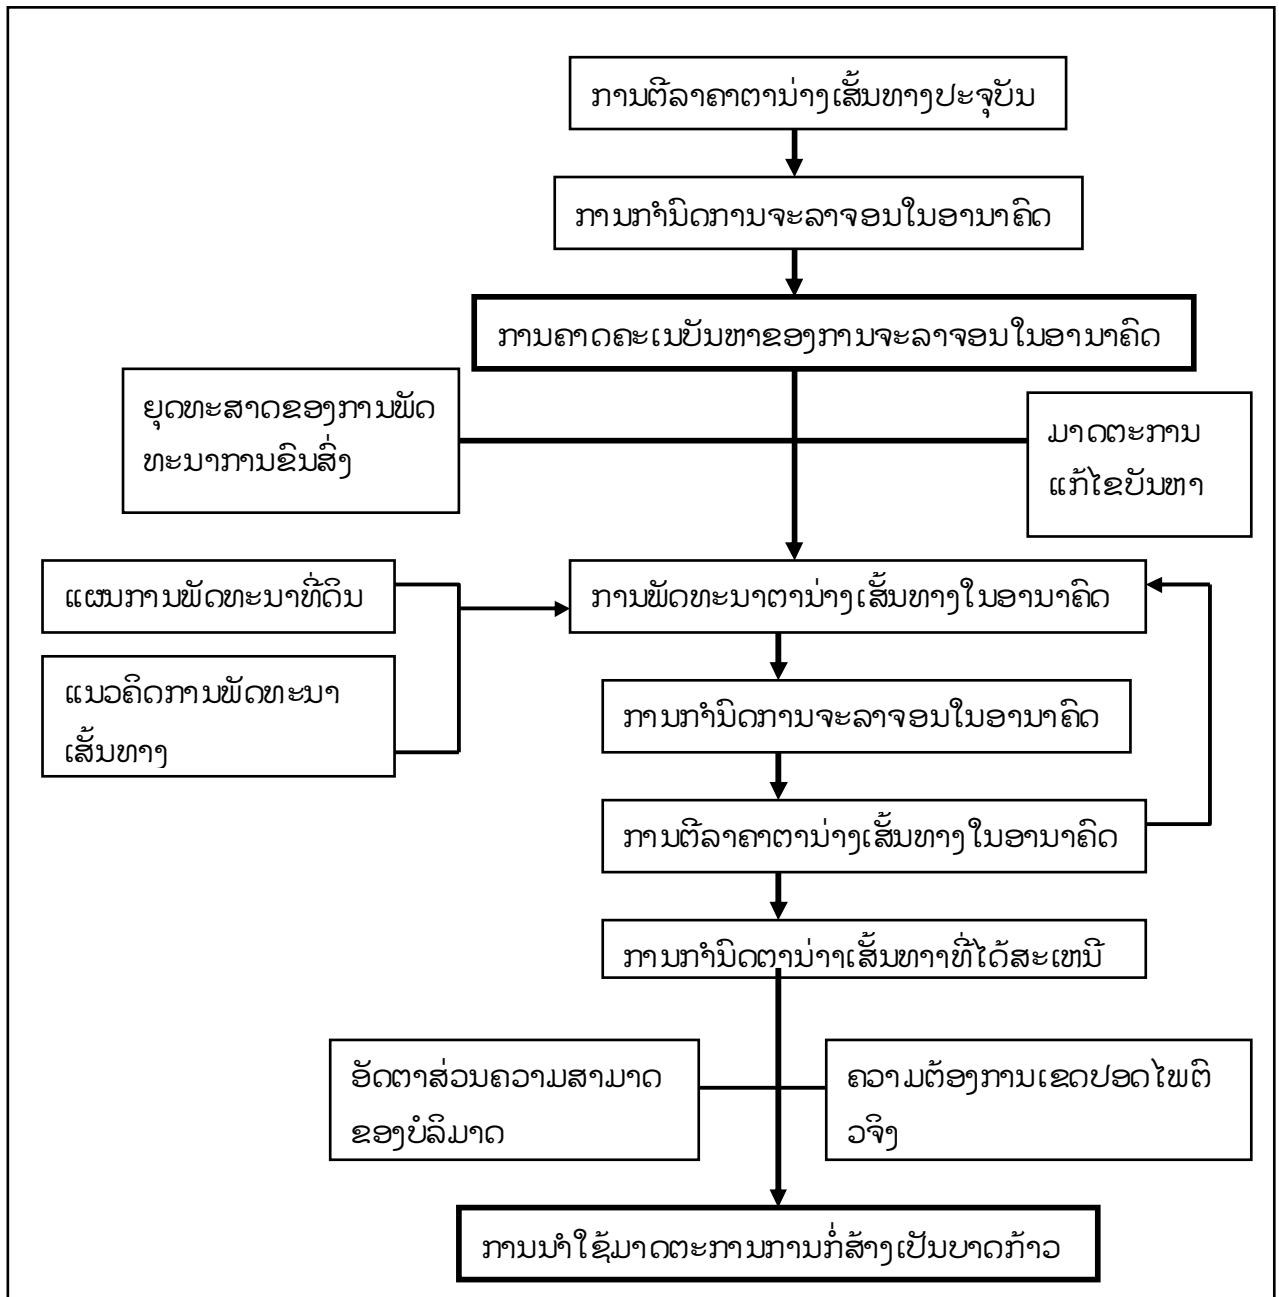 ການຕີລາຄາຕານ່າງເສັ້ນທາງປະຈຸບັນ
ການກຳນົດການຈະລາຈອນໃນອານາຄົດ
ການຄາດຄະເນບັນຫາຂອງການຈະລາຈອນໃນອານາຄົດ
ຍຸດທະສາດຂອງການພັດ
ທະນາການຂົນສົ່ງ
ມາດຕະການ
ແກ້ໄຂບັນຫາ
ແຜນການພັດທະນາທີ່ດິນ
ການພັດທະນາຕານ່າງເສັ້ນທາງໃນອານາຄົດ
ແນວຄິດການພັດທະນາ
ເສັ້ນທາງ
ການກຳນົດການຈະລາຈອນໃນອານາຄົດ
ການຕີລາຄາຕານ່າງເສັ້ນທາງໃນອານາຄົດ
ການກຳນົດຕານ່າງເສັ້ນທາງທີ່ໄດ້ສະເຫນີ
ອັດຕາສ່ວນຄວາມສາມາດ
ຂອງບໍລິມາດ
ຄວາມຕ້ອງການເຂດປອດໄພຕົ
ວຈິງ
ການນຳໃຊ້ມາດຕະການການກໍ່ສ້າງເປັນບາດກ້າວ